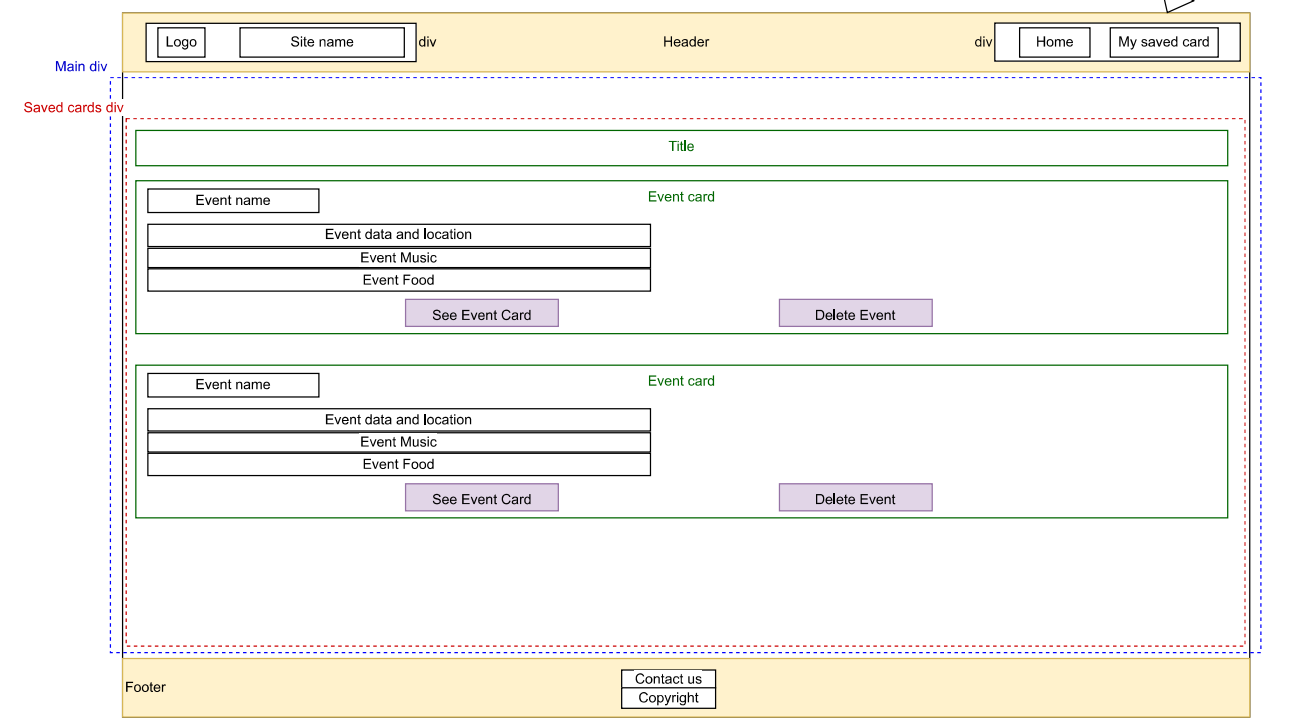 Logo
Site name
div
Header
div
Home
My saved card
Main div
Saved cards div
Title
Event card
Event name
Event data and location
Event Music
Event Food
See Event Card
Delete Event
Event card
Event name
Event data and location
Event Music
Event Food
See Event Card
Delete Event
Footer
Contact us
Copyright